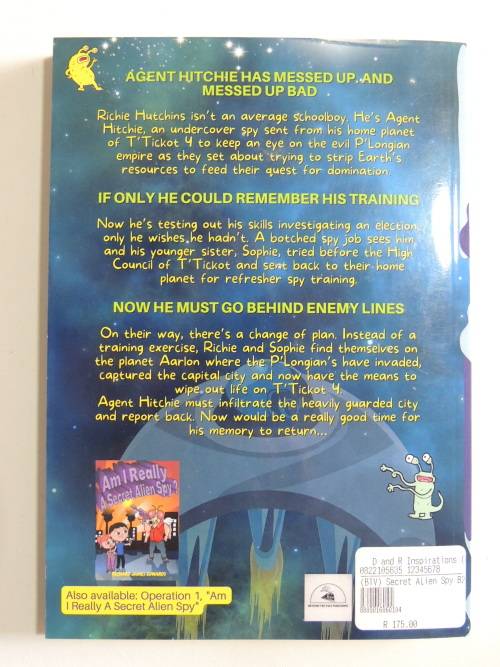 AGENT HITCHIE HAS MESSED UP, AND
MESSED UP BAD
Richie Hutchins isn't an average schoolboy. He's Agent
Hitchie, an undercover spy sent from his home planet
of T'Tickot 4 to keep an eye on the evil P'Longian
empire as they set about trying to strip Earth's
resources to feed their quest for domination.
IF ONLY HE COULD REMEMBER HIS TRAINING
Now he's testing out his skills investigating an election,
only he wishes he hadn't. A botched spy job sees him,
and his younger sister, Sophie, tried before the High
Council of T'Tickot and sent back to their home
planet for refresher spy training.
NOW HE MUST GO BEHIND ENEMY LINES
On their way, there's a change of plan. Instead of a
training exercise, Richie and Sophie find themselves on
the planet Aarlon where the P'Longian's have invaded,
captured the capital city and now have the means to
wipe out life on T'Tickot 4.
Agent Hitchie must infiltrate the heavily guarded city
and report back. Now would be a really good time for
his memory to return...
Am I Really
A Secret Alien Spy?
RICHARD JAMES EDWARDS
Also available: Operation 1, "Am
I Really A Secret Alien Spy"
D and R Inspirations
0822105635 12345678
(BIV) Secret Alien Spy B2
R 175.00